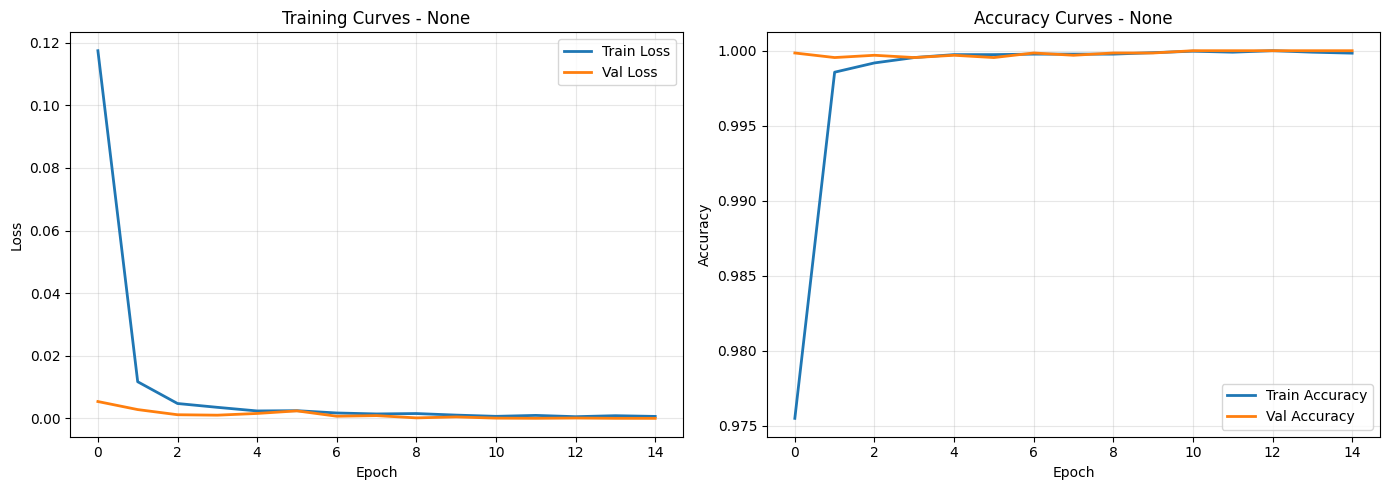 Training Curves - None
0.12
0.10
0.08
0.06
0.04
0.02
0.00
Loss
0 2 4 6 8 10 12 14
Epoch
Train Loss
Val Loss
Accuracy Curves - None
1.000
0.995
0.990
0.985
0.980
0.975
Accuracy
0 2 4 6 8 10 12 14
Epoch
Train Accuracy
Val Accuracy